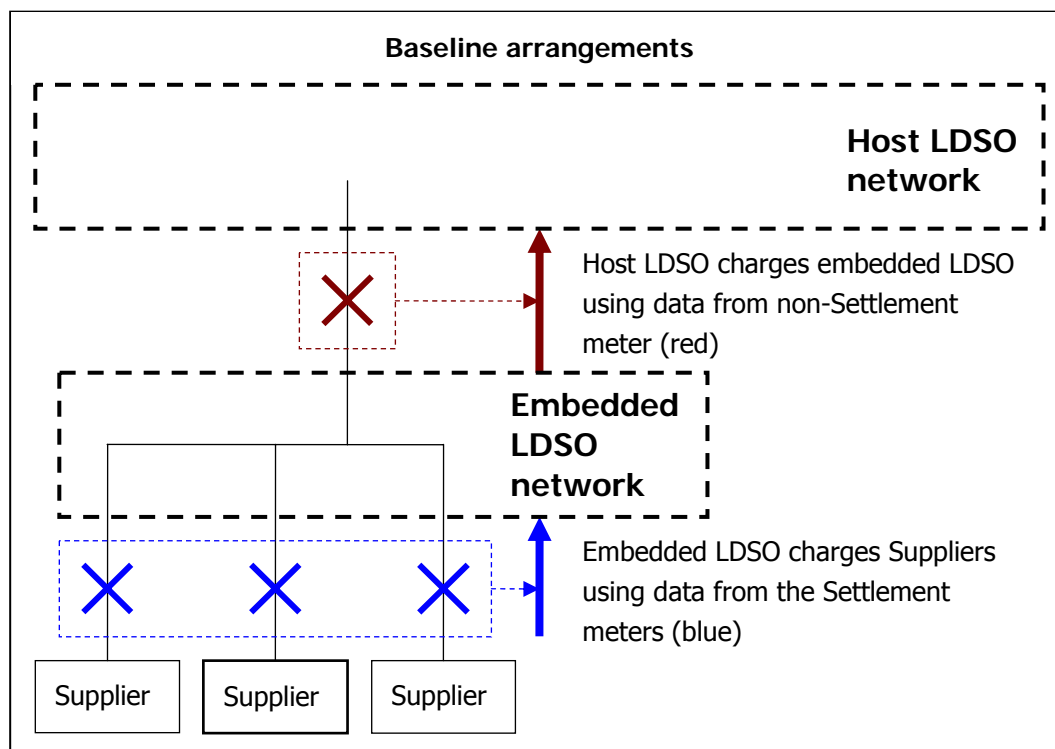 Baseline arrangements
Host LDSO
network
Host LDSO charges embedded LDSO
using data from non-Settlement
meter (red)
Embedded
LDSO
network
Embedded LDSO charges Suppliers
using data from the Settlement
meters (blue)
Supplier
Supplier
Supplier